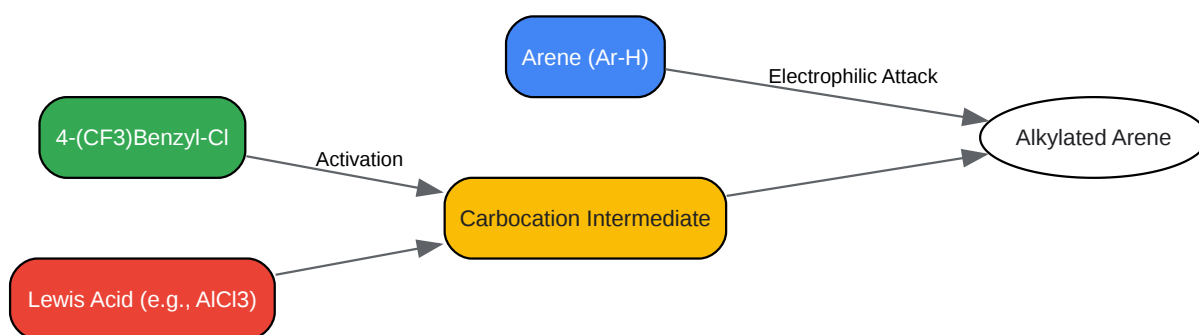 Arene (Ar-H)
Electrophilic Attack
4-(CF3)Benzyl-Cl
Activation
Alkylated Arene
Carbocation Intermediate
Lewis Acid (e.g., AlCl3)